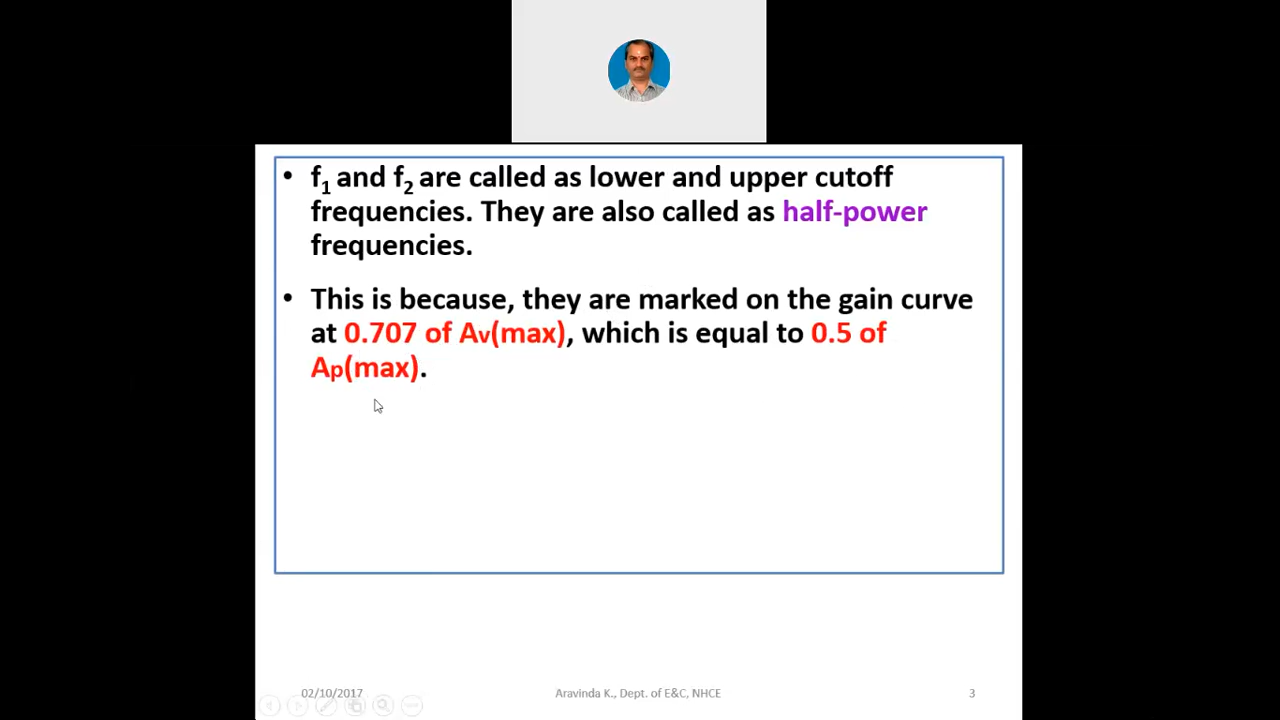 • f₁ and f₂ are called as lower and upper cutoff
frequencies. They are also called as half-power
frequencies.
• This is because, they are marked on the gain curve
at 0.707 of Av(max), which is equal to 0.5 of
Ap(max).
02/10/2017
Aravinda K., Dept. of E&C, NHCE
3